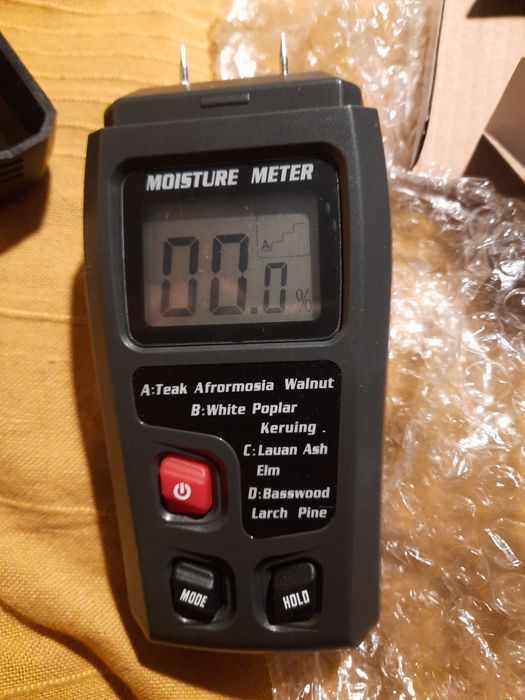 MOISTURE METER
A
00.0%
A:Teak Afrormosia Walnut
B:White Poplar
Keruing .
C:Lauan Ash
Elm
D:Basswood
Larch Pine
MODE
HOLD